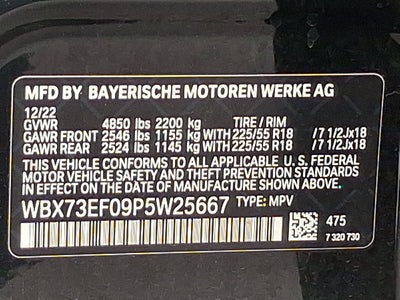 MFD BY BAYERISCHE MOTOREN WERKE AG
12/22
GVWR 4850 lbs 2200 kg TIRE / RIM
GAWR FRONT 2546 lbs 1155 kg WITH 225/55 R18 / 7 1/2Jx18
GAWR REAR 2524 lbs 1145 kg WITH 225/55 R18 / 7 1/2Jx18
THIS VEHICLE CONFORMS TO ALL APPLICABLE U. S. FEDERAL
MOTOR VEHICLE SAFETY AND THEFT PREVENTION STANDARDS
IN EFFECT ON THE DATE OF MANUFACTURE SHOWN ABOVE.
WBX73EF09P5W25667 TYPE: MPV
475
7 320 730